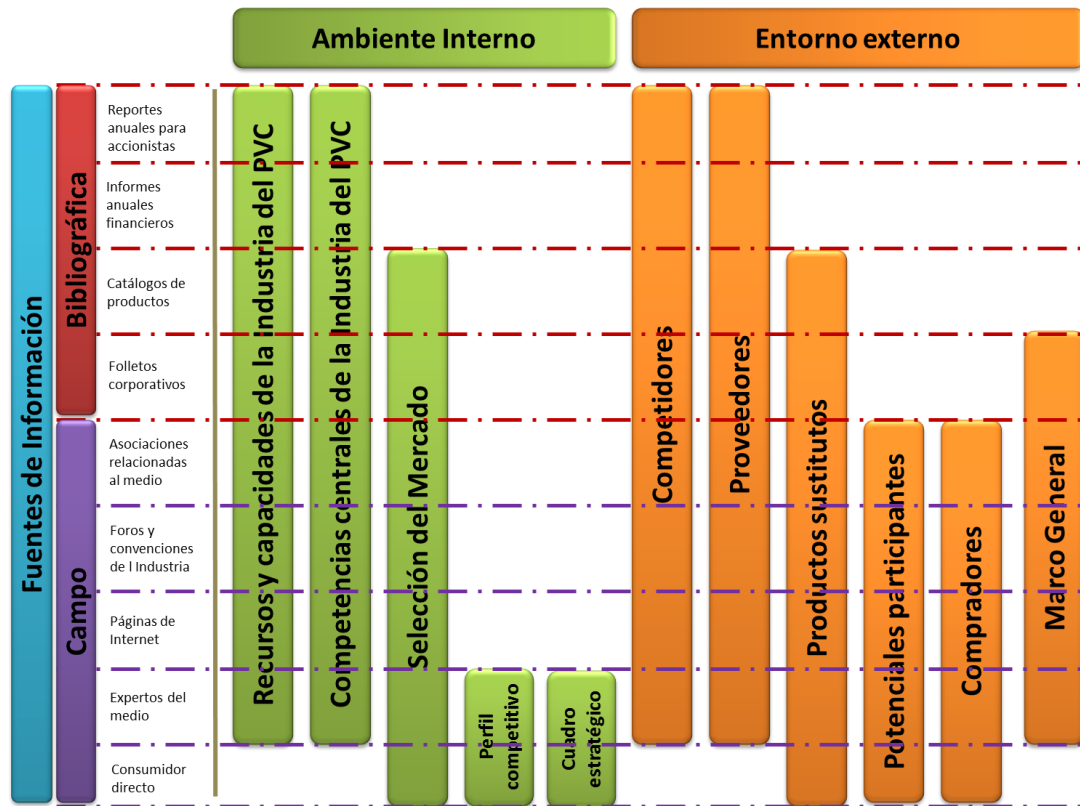 Ambiente Interno
Entorno externo
Fuentes de Información
Bibliográfica
Campo
Reportes
anuales para
accionistas
Informes
anuales
financieros
Catálogos de
productos
Folletos
corporativos
Asociaciones
relacionadas
al medio
Foros y
convenciones
de l Industria
Páginas de
Internet
Expertos del
medio
Consumidor
directo
Recursos y capacidades de la Industria del PVC
Competencias centrales de la Industria del PVC
Selección del Mercado
Perfil
competitivo
Cuadro
estratégico
Competidores
Proveedores
Productos sustitutos
Potenciales participantes
Compradores
Marco General